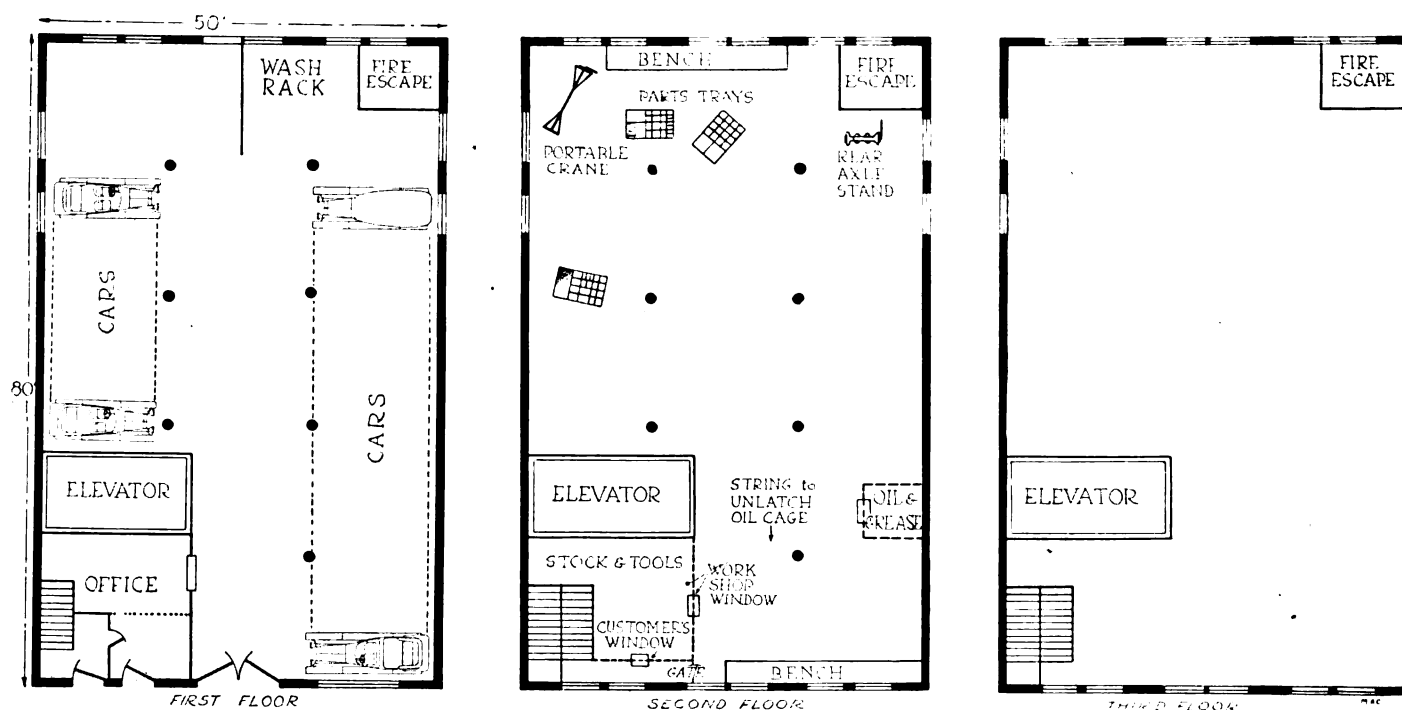 50'
WASH
RACK
FIRE
ESCAPE
CARS
CARS
80'
ELEVATOR
OFFICE
FIRST FLOOR
BENCH
FIRE
ESCAPE
PARTS TRAYS
PORTABLE
CRANE
REAR
AXLE
STAND
ELEVATOR
STRING to
UNLATCH
OIL CAGE
OIL &
GREASE
STOCK & TOOLS
WORK
SHOP
WINDOW
CUSTOMER'S
WINDOW
GATE
BENCH
SECOND FLOOR
FIRE
ESCAPE
ELEVATOR
THIRD FLOOR